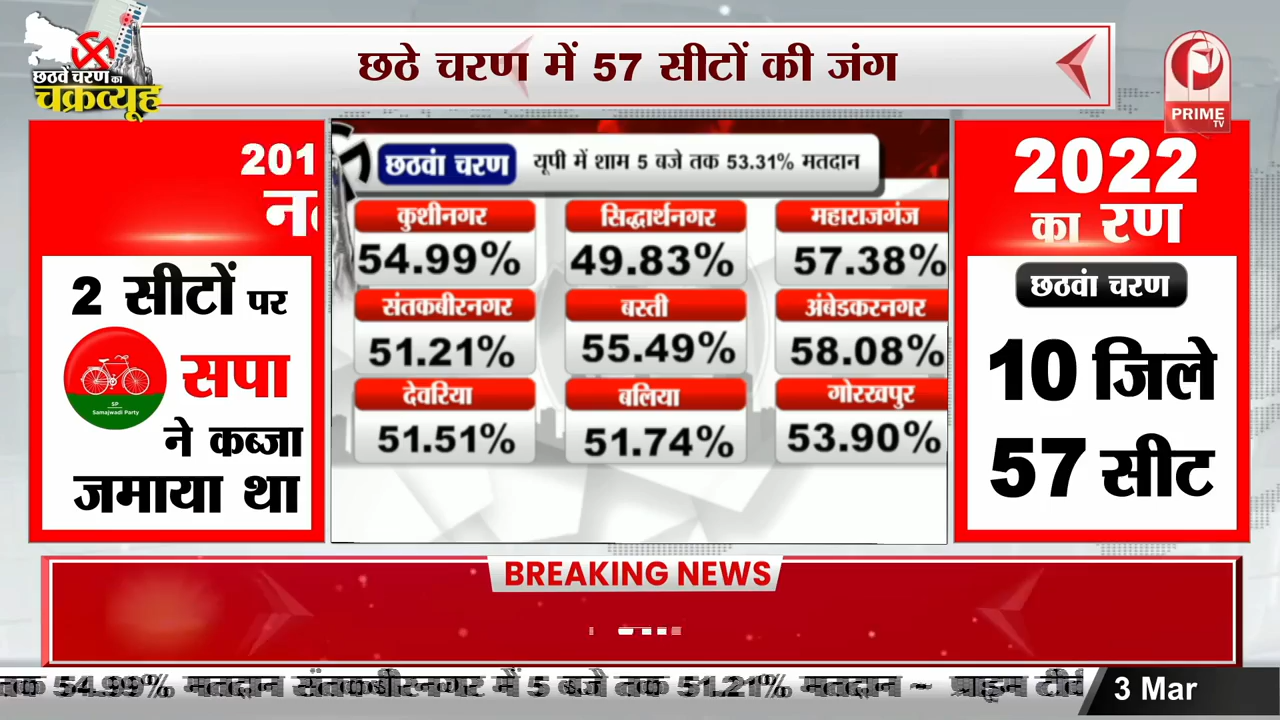 छठे चरण में 57 सीटों की जंग
छठवें चरण का
चक्रव्यूह
PRIME
TV
201
2 सीटों पर
SP
Samajwadi Party
सपा
ने कब्जा
जमाया था
छठवां चरण
यूपी में शाम 5 बजे तक 53.31% मतदान
कुशीनगर सिद्धार्थनगर महाराजगंज
54.99% 49.83% 57.38%
संतकबीरनगर बस्ती अंबेडकरनगर
51.21% 55.49% 58.08%
देवरिया बलिया गोरखपुर
51.51% 51.74% 53.90%
2022
का रण
छठवां चरण
10 जिले
57 सीट
BREAKING NEWS
तक 54.99% मतदान संतकबीरनगर में 5 बजे तक 51.21% मतदान ~ प्राइम टीवी
3 Mar